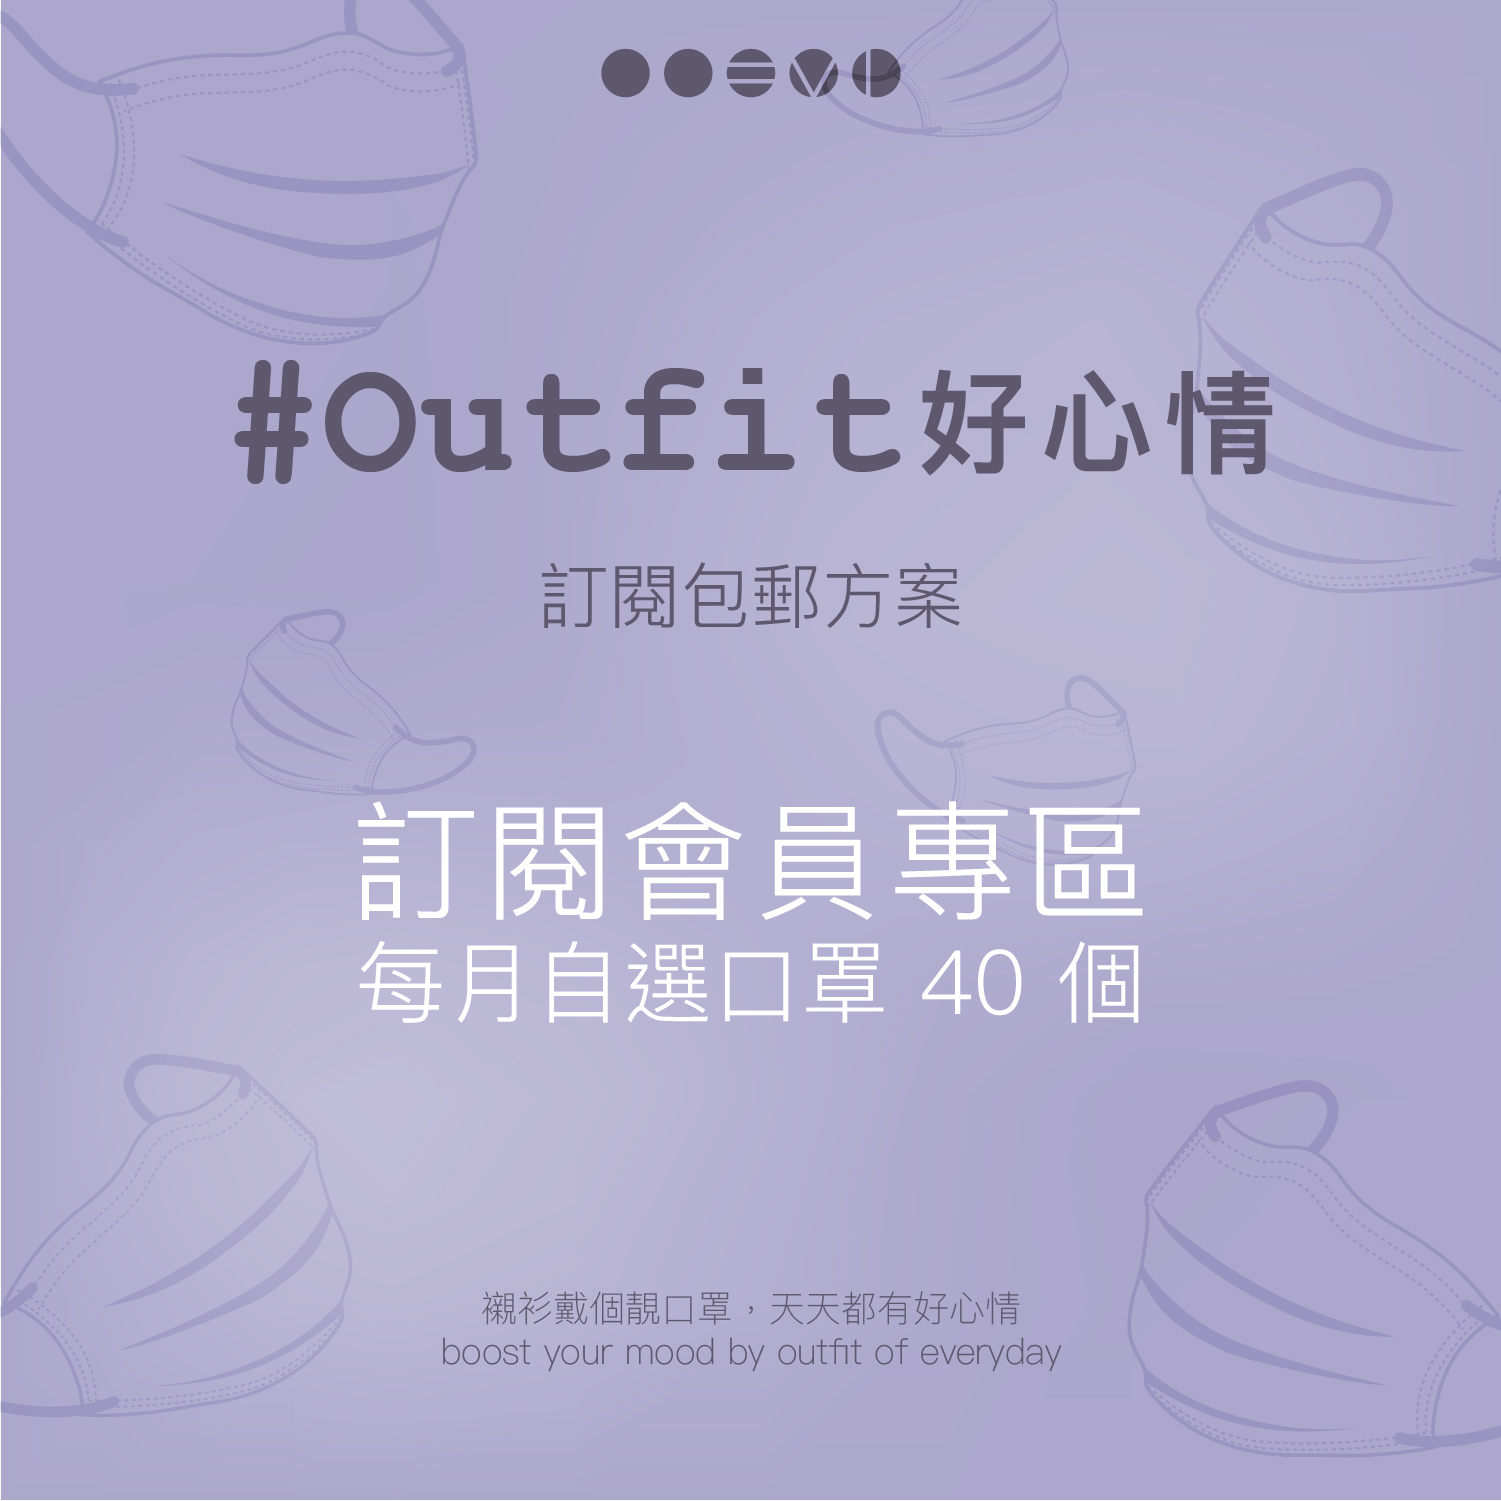 #Outfit好心情
訂閱包郵方案
訂閱會員專區
每月自選口罩 40 個
襯衫戴個靚口罩，天天都有好心情
boost your mood by outfit of everyday